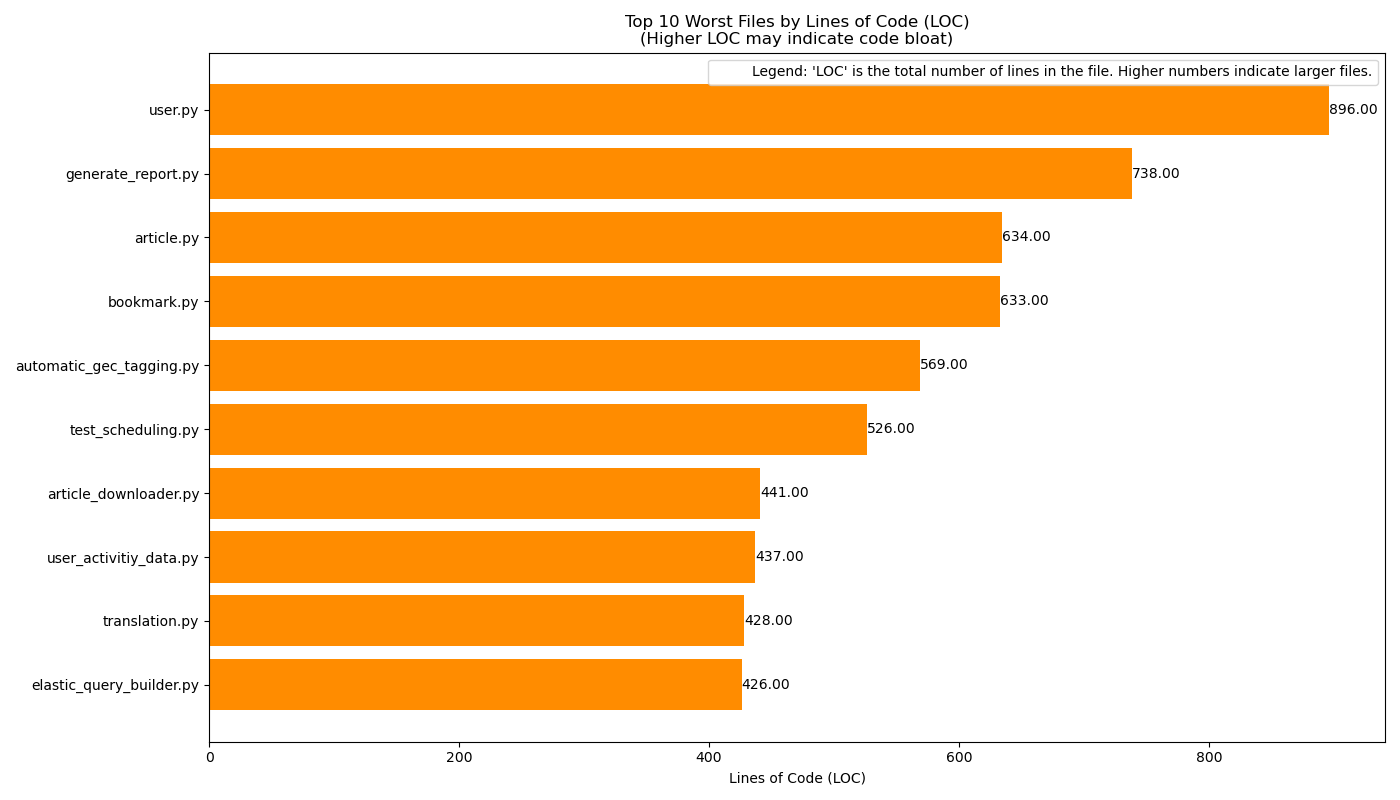 Top 10 Worst Files by Lines of Code (LOC)
(Higher LOC may indicate code bloat)
Legend: 'LOC' is the total number of lines in the file. Higher numbers indicate larger files.
user.py 896.00
generate_report.py 738.00
article.py 634.00
bookmark.py 633.00
automatic_gec_tagging.py 569.00
test_scheduling.py 526.00
article_downloader.py 441.00
user_activitiy_data.py 437.00
translation.py 428.00
elastic_query_builder.py 426.00
0 200 400 600 800
Lines of Code (LOC)